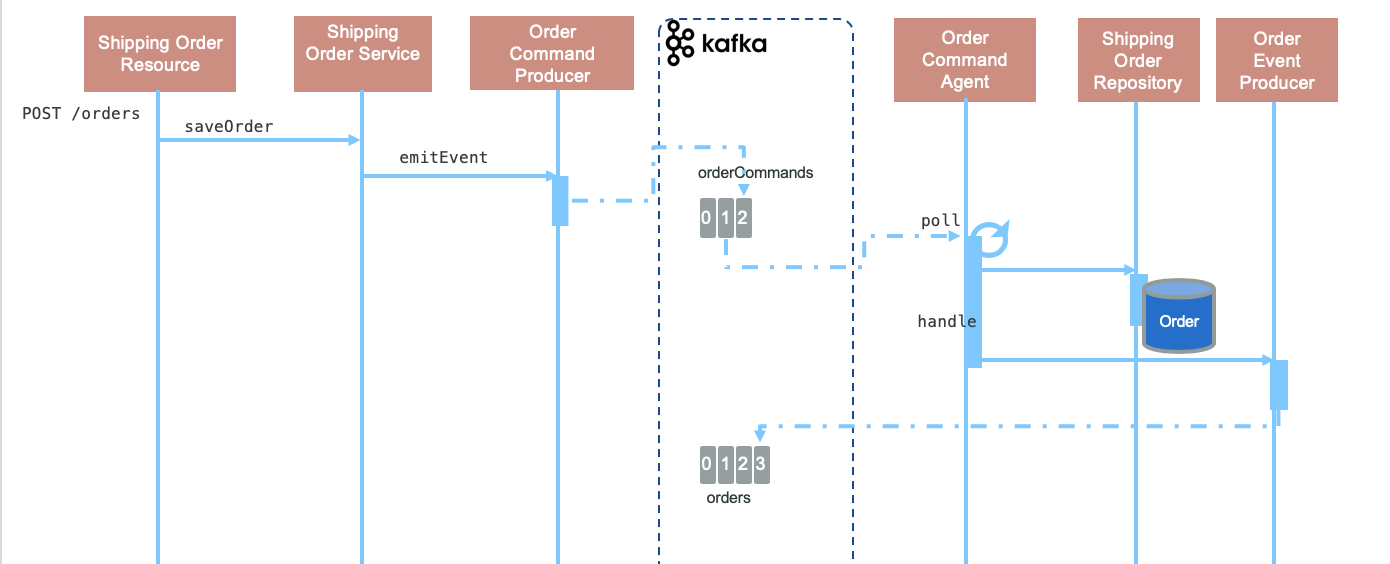 Shipping Order
Resource
Shipping
Order Service
Order
Command
Producer
kafka
Order
Command
Agent
Shipping
Order
Repository
Order
Event
Producer
POST /orders
saveOrder
emitEvent
orderCommands
0 1 2
poll
handle
Order
0 1 2 3
orders